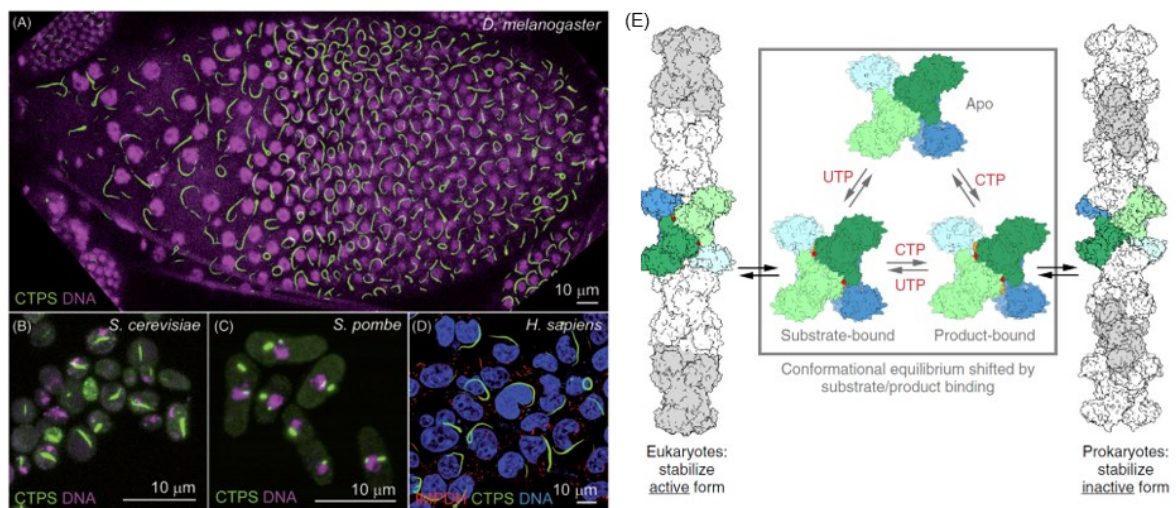 (A)
D. melanogaster
CTPS DNA
10 μm
(B)
S. cerevisiae
CTPS DNA
10 μm
(C)
S. pombe
CTPS DNA
10 μm
(D)
H. sapiens
IMPDH CTPS DNA
10 μm
(E)
Apo
UTP
CTP
CTP
UTP
Substrate-bound
Product-bound
Conformational equilibrium shifted by
substrate/product binding
Eukaryotes:
stabilize
active form
Prokaryotes:
stabilize
inactive form